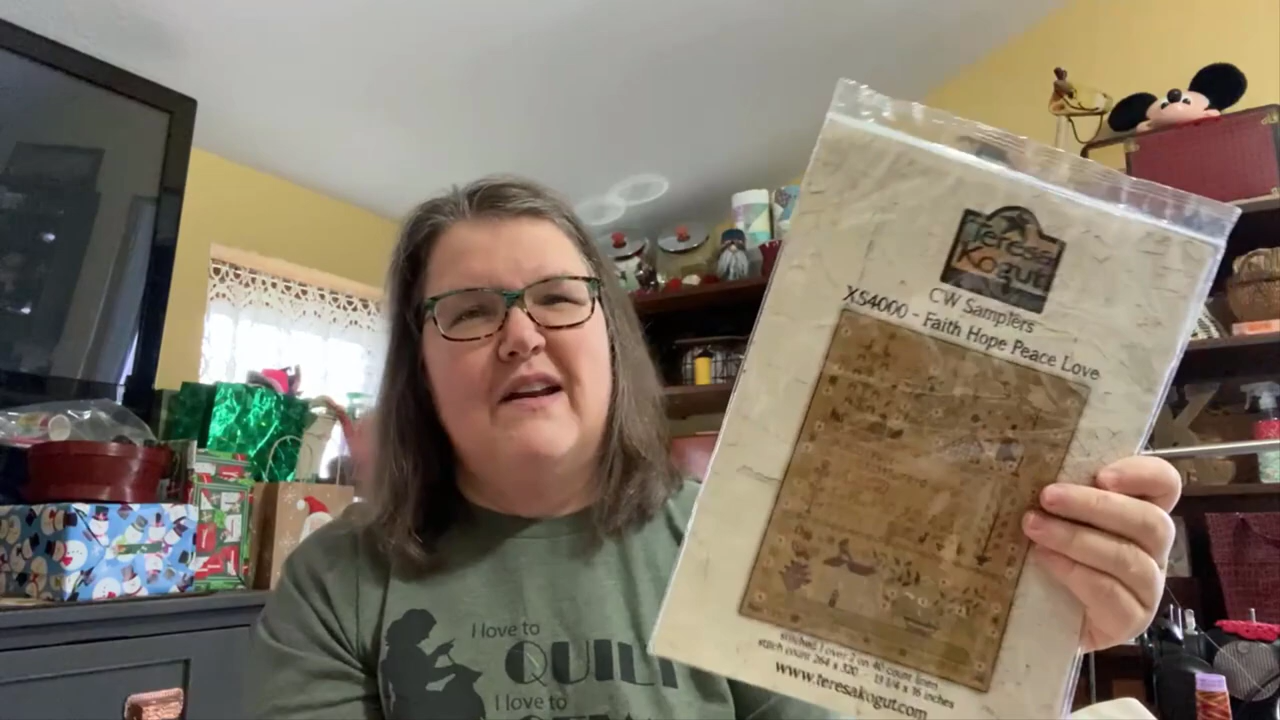 Teresa
Kogut
CW Samplers
XS4000 - Faith Hope Peace Love
stitched 1 over 2 on 40 count linen
stitch count 264 x 320 - 13 1/4 x 16 inches
www.teresakogut.com
I love to
QUILT
I love to